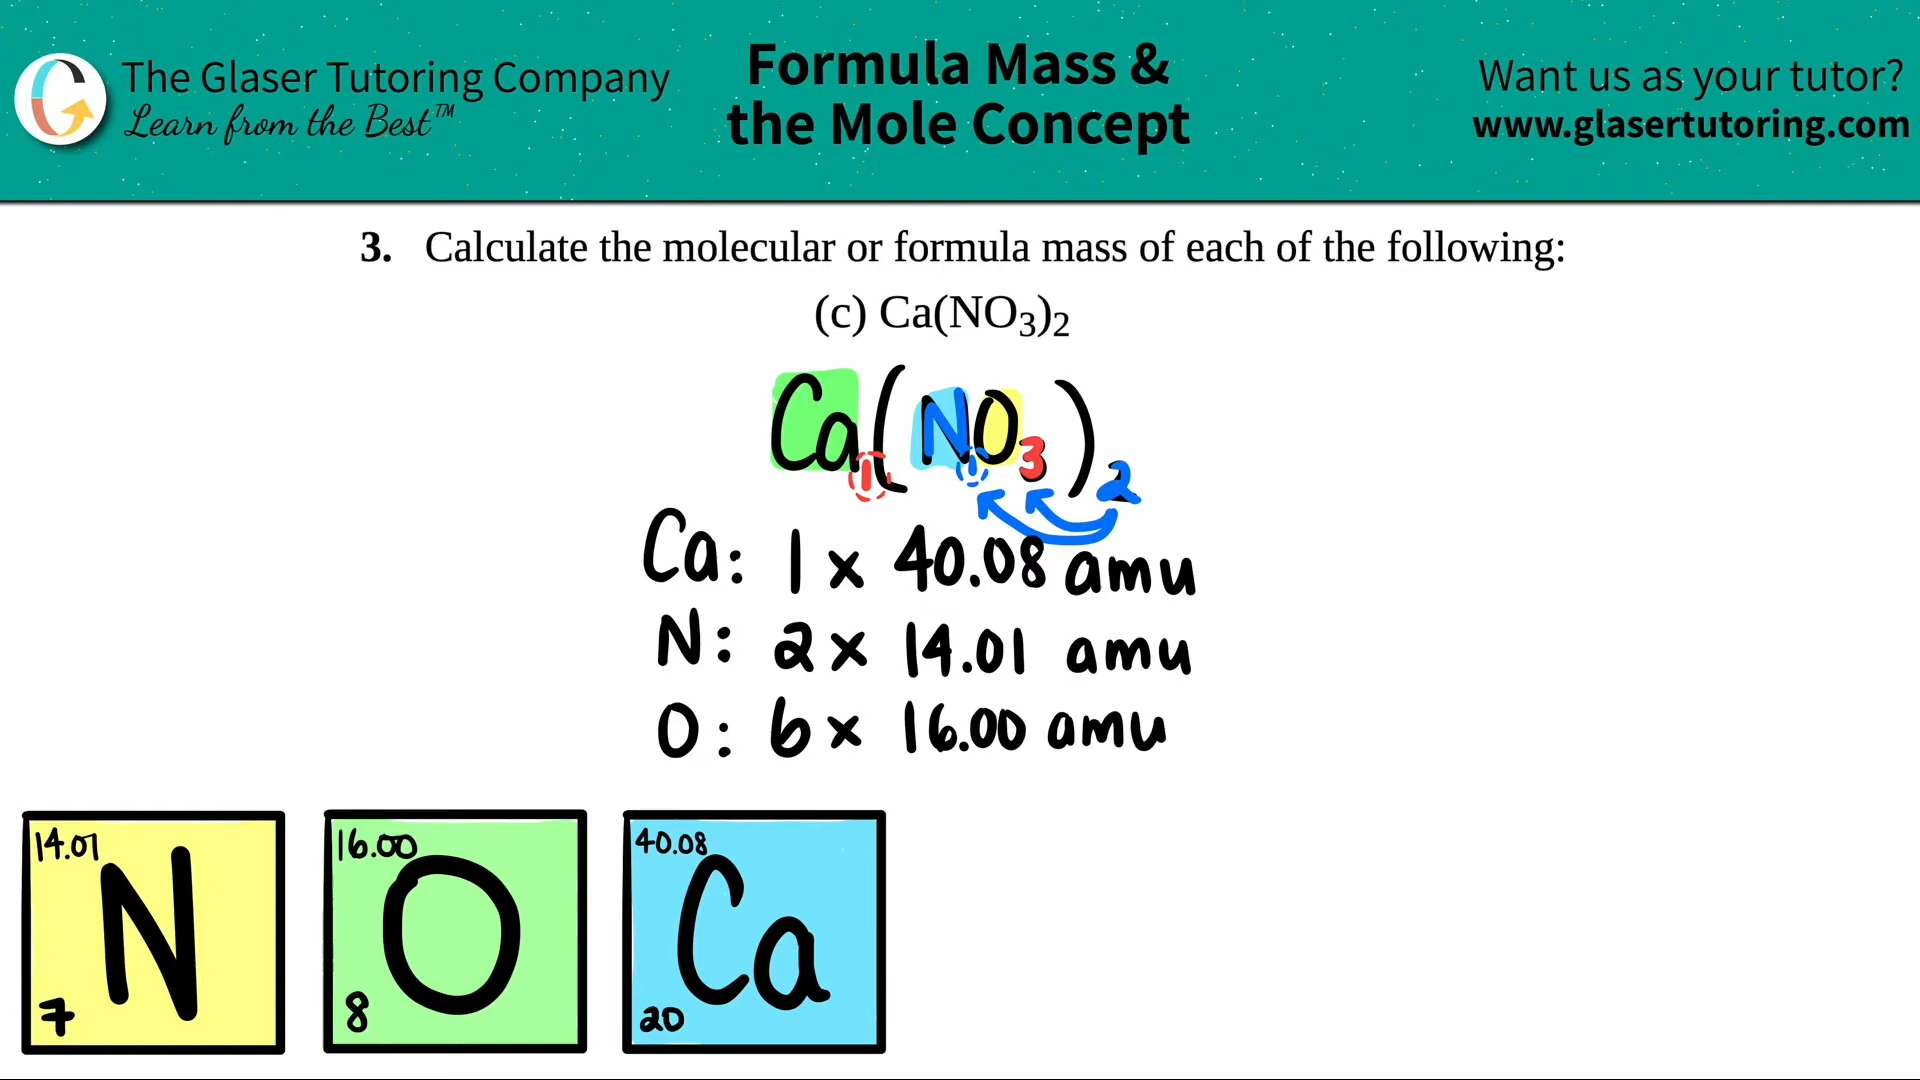 The Glaser Tutoring Company
Learn from the Best™
Formula Mass &
the Mole Concept
Want us as your tutor?
www.glasertutoring.com
3. Calculate the molecular or formula mass of each of the following:
(c) Ca(NO₃)₂
Ca₁(N₁O₃)₂
Ca: 1 x 40.08 amu
N: 2 x 14.01 amu
O: 6 x 16.00 amu
14.01
N
7
16.00
O
8
40.08
Ca
20